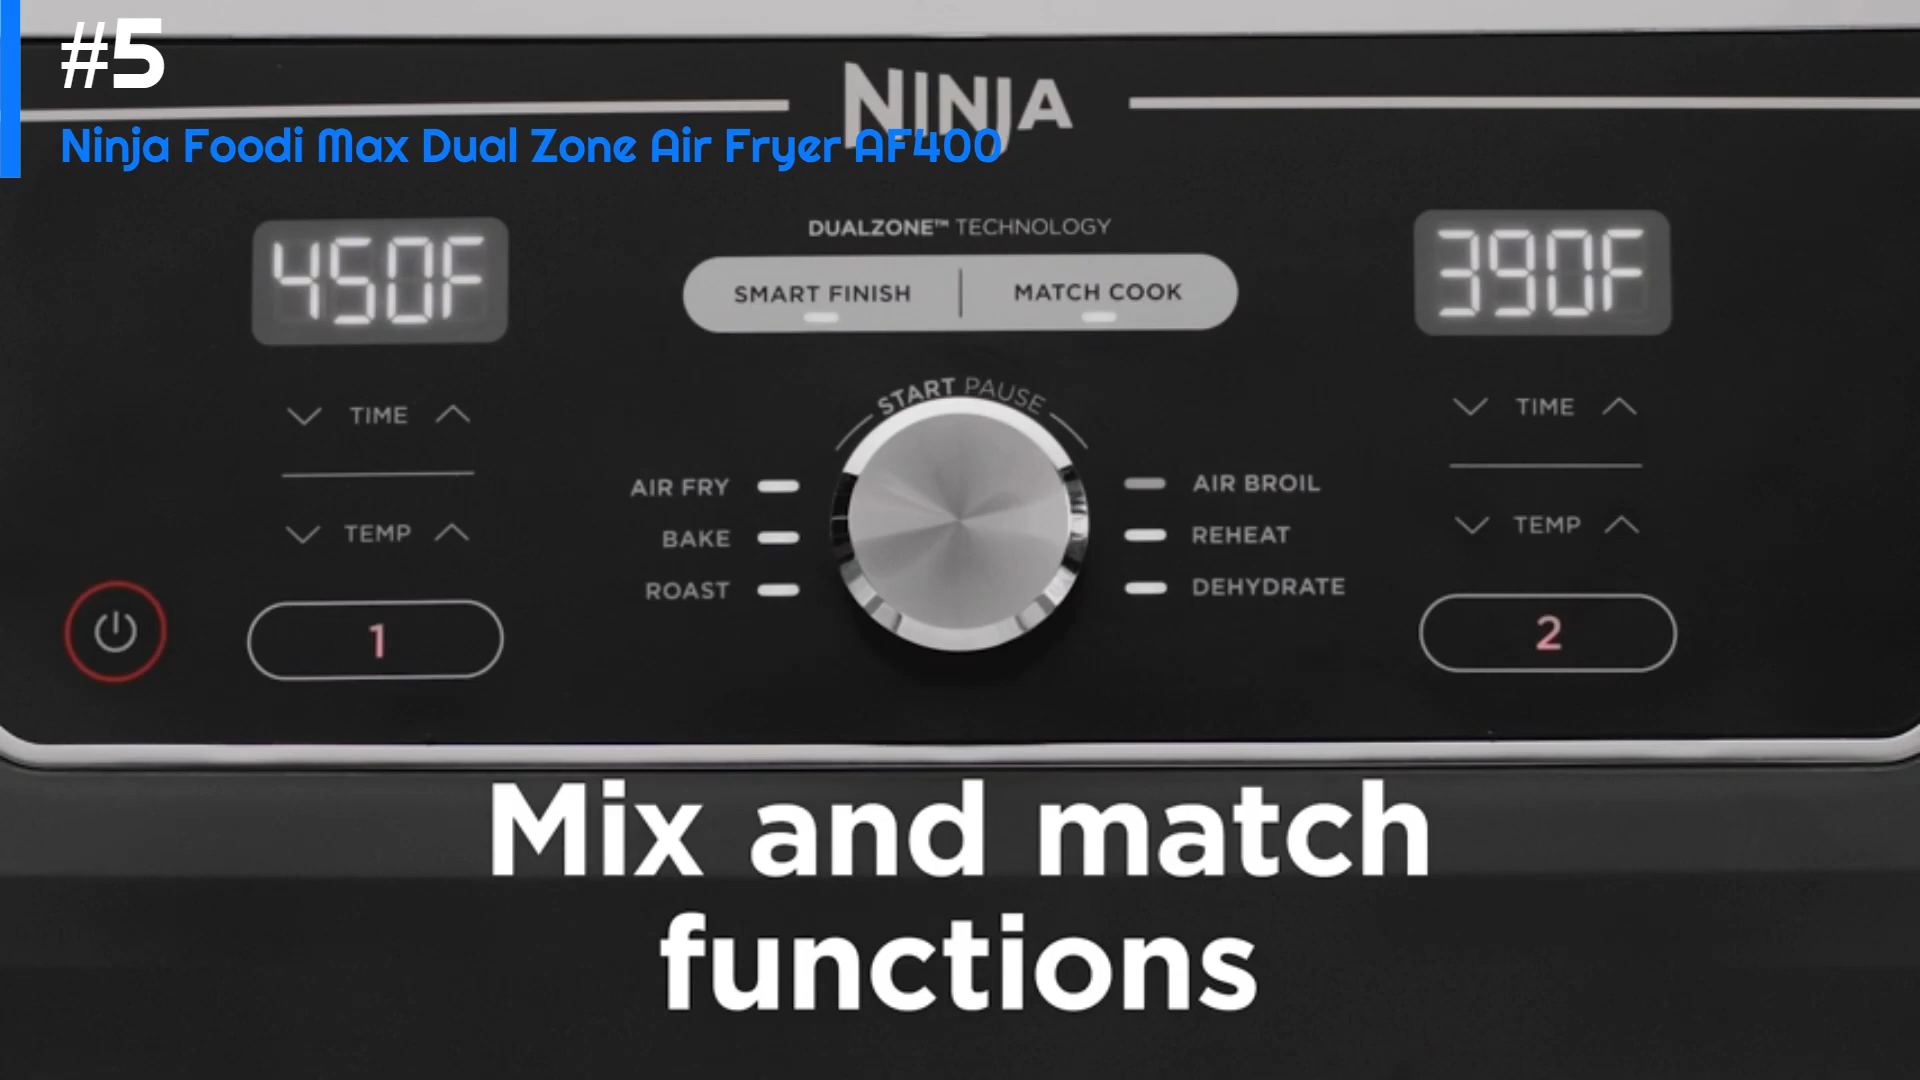 #5
NINJA
Ninja Foodi Max Dual Zone Air Fryer AF400
DUALZONE™ TECHNOLOGY
450F
SMART FINISH | MATCH COOK
390F
START PAUSE
TIME
TIME
AIR FRY
AIR BROIL
BAKE
REHEAT
TEMP
TEMP
ROAST
DEHYDRATE
1
2
Mix and match
functions